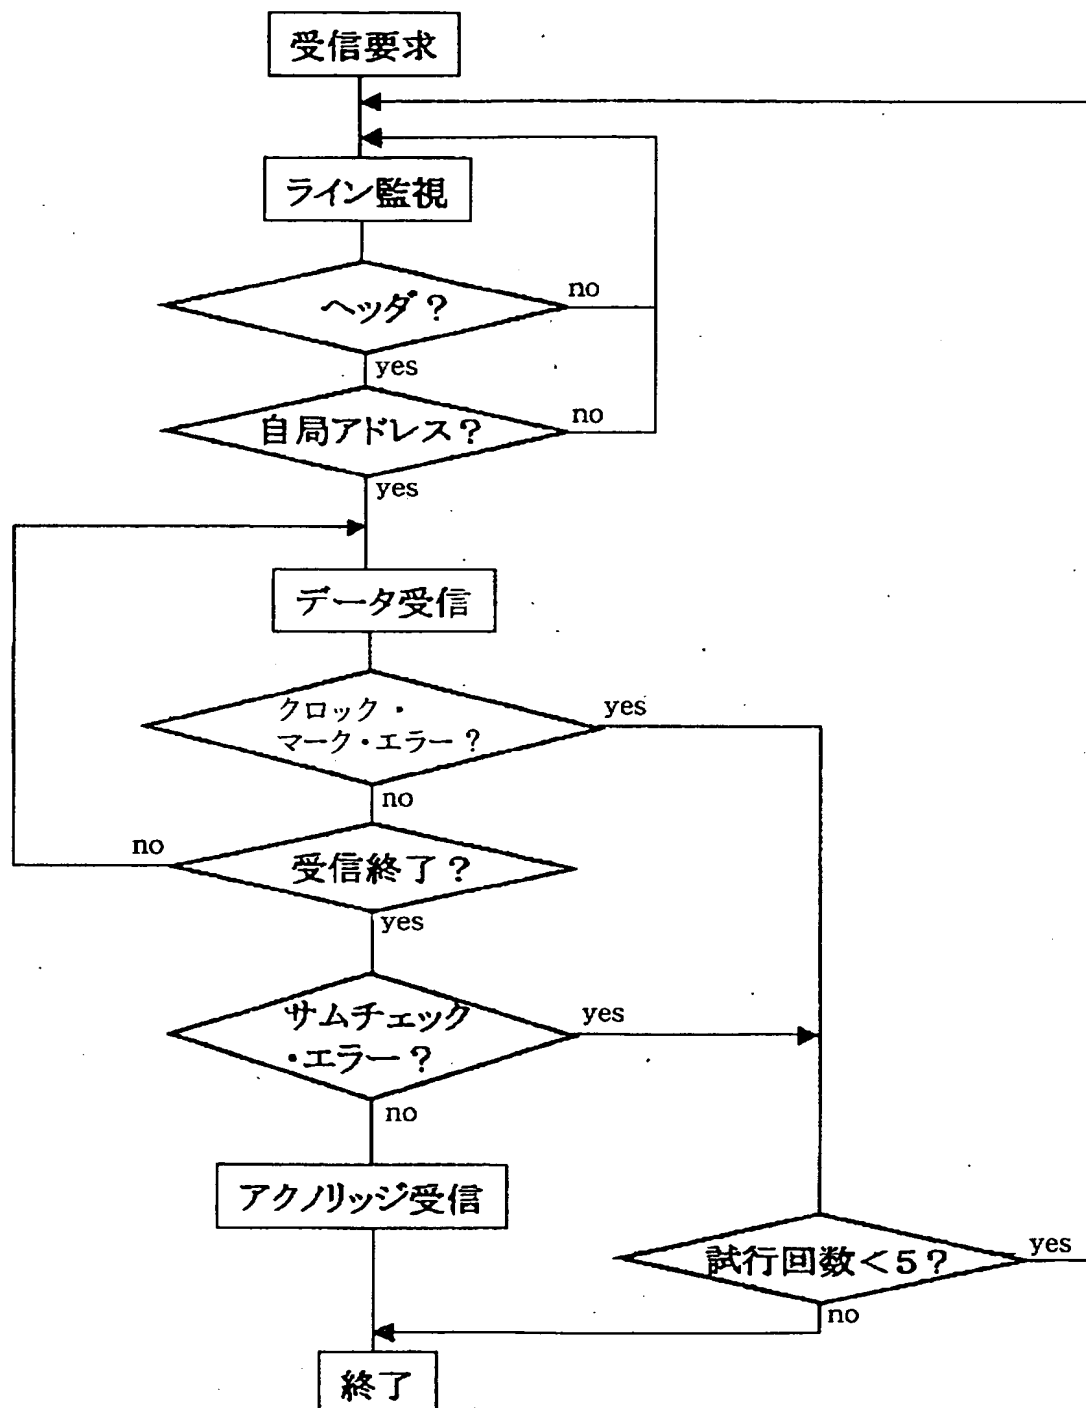 受信要求
ライン監視
ヘッダ？
no
yes
自局アドレス？
no
yes
データ受信
クロック・
マーク・エラー？
yes
no
受信終了？
no
yes
サムチェック
・エラー？
yes
no
アクノリッジ受信
試行回数＜5？
yes
no
終了